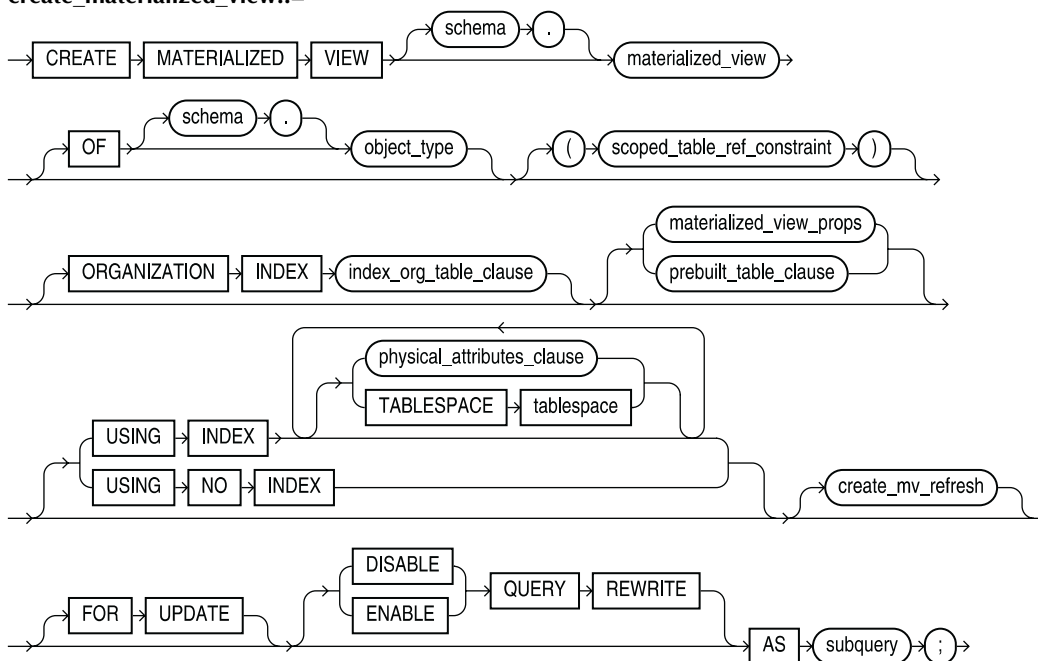 create_materialized_view::=
schema .
CREATE MATERIALIZED VIEW materialized_view
schema .
OF object_type ( scoped_table_ref_constraint )
materialized_view_props
ORGANIZATION INDEX index_org_table_clause prebuilt_table_clause
physical_attributes_clause
TABLESPACE tablespace
USING INDEX
USING NO INDEX create_mv_refresh
DISABLE
FOR UPDATE ENABLE QUERY REWRITE
AS subquery ;